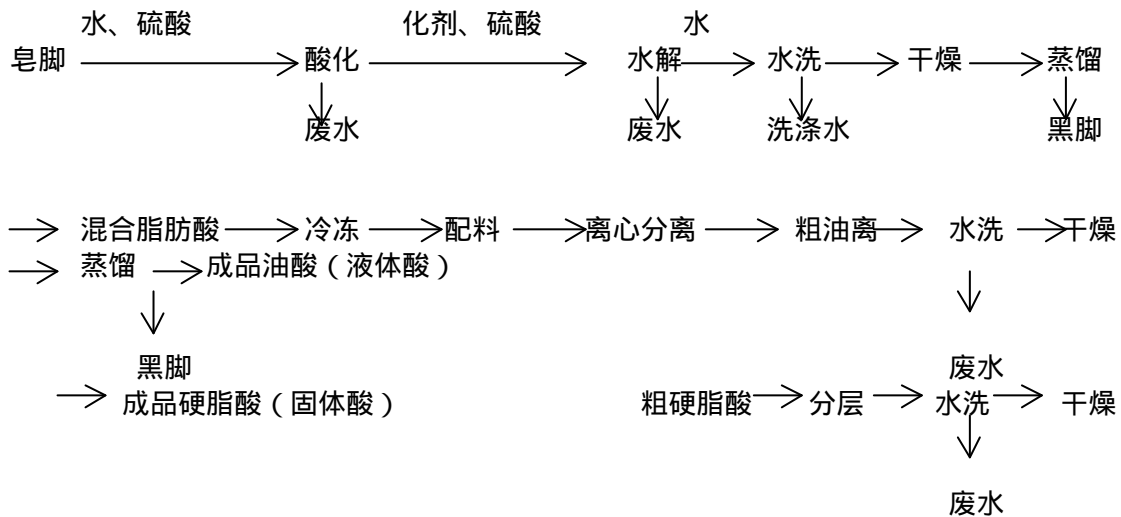 水、硫酸 化剂、硫酸 水
皂脚 酸化 水解 水洗 干燥 蒸馏
废水 废水 洗涤水 黑脚
混合脂肪酸 冷冻 配料 离心分离 粗油离 水洗 干燥
蒸馏 成品油酸（液体酸）
黑脚 废水
成品硬脂酸（固体酸） 粗硬脂酸 分层 水洗 干燥
废水